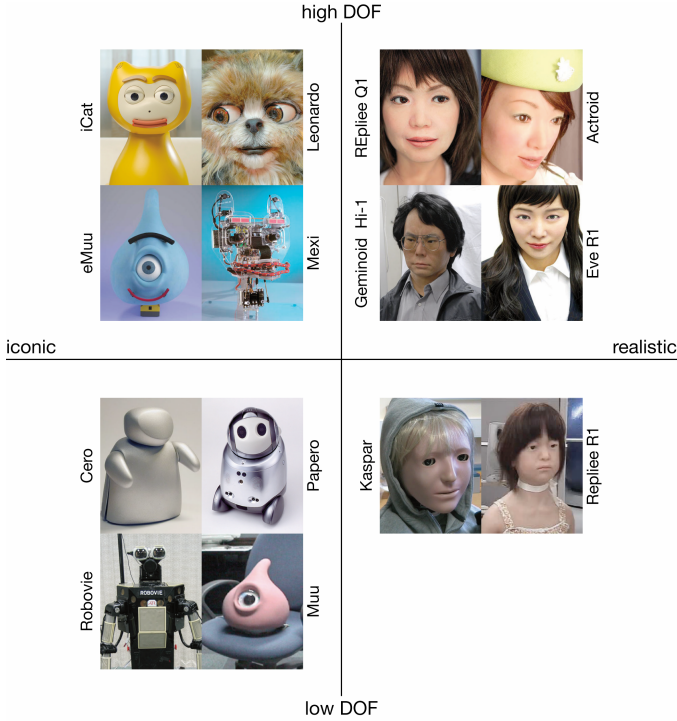 high DOF
iCat
Leonardo
REpliee Q1
Actroid
eMuu
Mexi
Geminoid Hi-1
Eve R1
iconic
realistic
Cero
Papero
Kaspar
Repliee R1
Robovie
ROBOVIE
Muu
low DOF